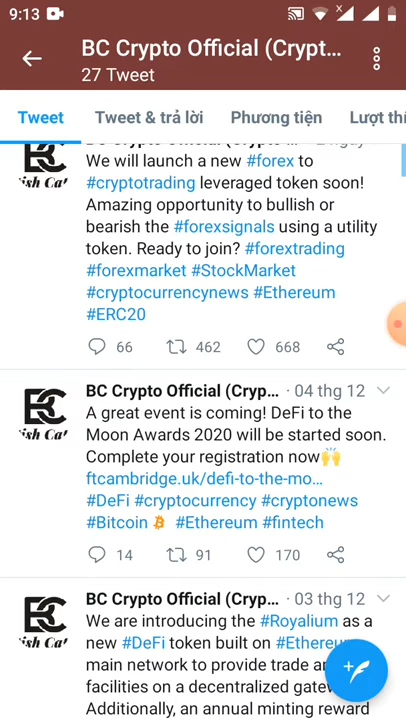 9:13
BC Crypto Official (Crypt...
27 Tweet
Tweet
Tweet & trả lời
Phương tiện
Lượt thí
We will launch a new #forex to
#cryptotrading leveraged token soon!
Amazing opportunity to bullish or
bearish the #forexsignals using a utility
token. Ready to join? #forextrading
#forexmarket #StockMarket
#cryptocurrencynews #Ethereum
#ERC20
66
462
668
BC Crypto Official (Cryp... · 04 thg 12
A great event is coming! DeFi to the
Moon Awards 2020 will be started soon.
Complete your registration now🙌
ftcambridge.uk/defi-to-the-mo…
#DeFi #cryptocurrency #cryptonews
#Bitcoin #Ethereum #fintech
14
91
170
BC Crypto Official (Cryp... · 03 thg 12
We are introducing the #Royalium as a
new #DeFi token built on
main network to provide trade
facilities on a decentralized
Additionally, an annual minting reward